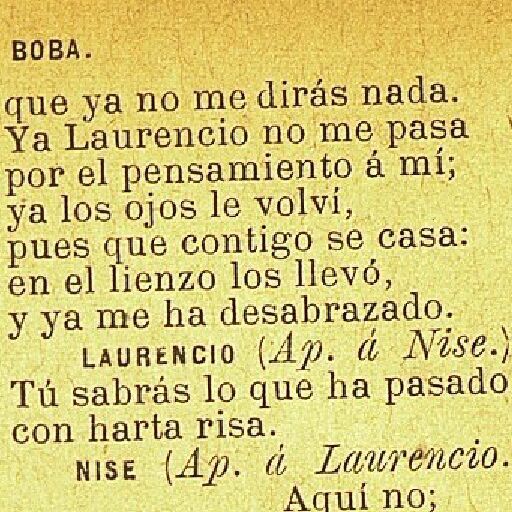 BOBA.
que ya no me dirás nada.
Ya Laurencio no me pasa
por el pensamiento á mí;
ya los ojos le volví,
pues que contigo se casa:
en el lienzo los llevó,
y ya me ha desabrazado.
LAURENCIO (Ap. á Nise.)
Tú sabrás lo que ha pasado
con harta risa.
NISE (Ap. á Laurencio.
Aquí no;